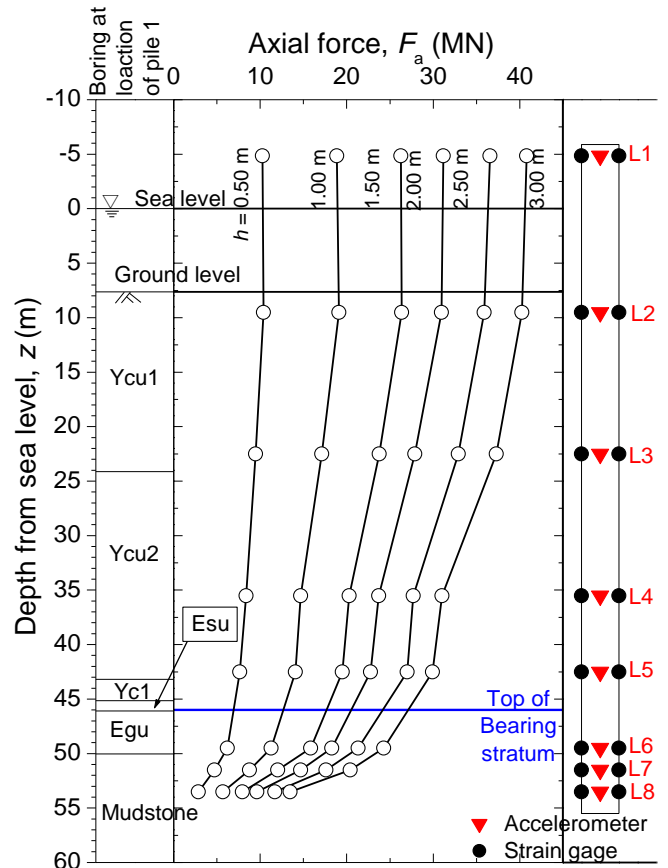 Boring at
loaction
of pile 1
Axial force, Fa (MN)
0 10 20 30 40
Depth from sea level, z (m)
-10
-5
0
5
10
15
20
25
30
35
40
45
50
55
60
Sea level
Ground level
Ycu1
Ycu2
Esu
Yc1
Egu
Mudstone
h = 0.50 m
1.00 m
1.50 m
2.00 m
2.50 m
3.00 m
Top of
Bearing
stratum
L1
L2
L3
L4
L5
L6
L7
L8
Accelerometer
Strain gage